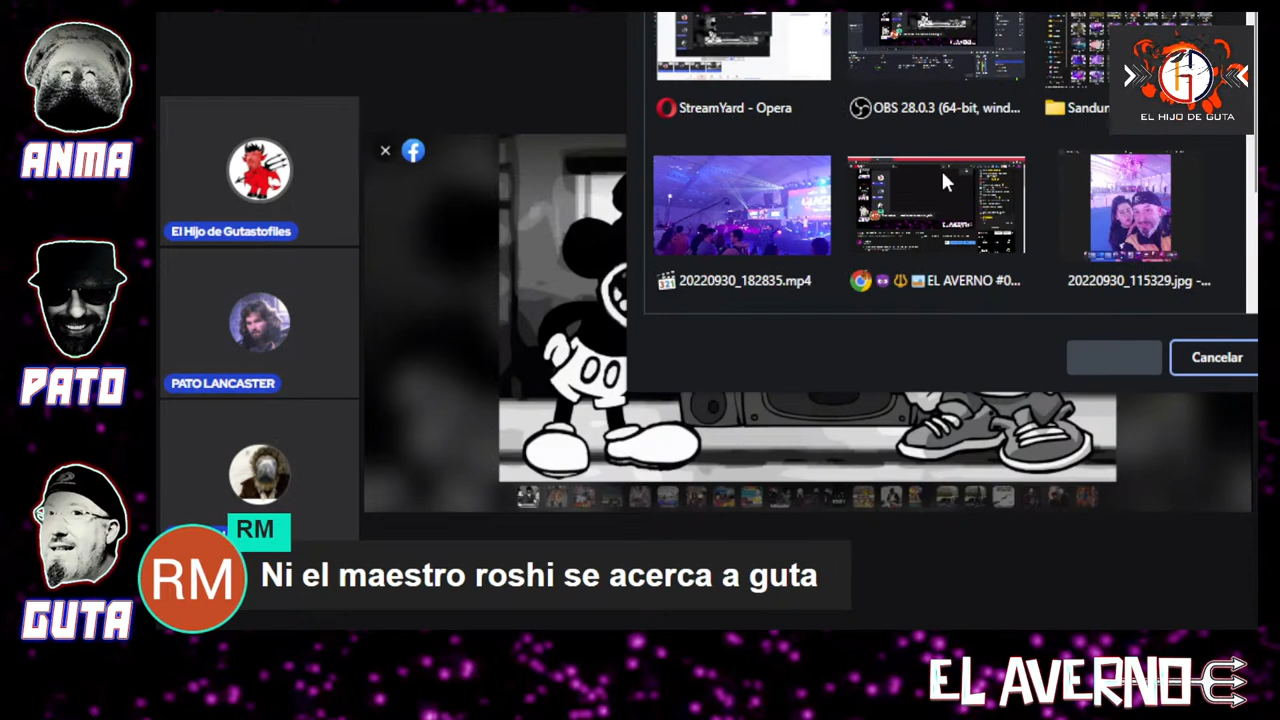 ANMA
PATO
GUTA
El Hijo de Gutastofiles
PATO LANCASTER
StreamYard - Opera
OBS 28.0.3 (64-bit, wind...
Sandun
EL HIJO DE GUTA
20220930_182835.mp4
EL AVERNO #0...
20220930_115329.jpg -...
Cancelar
RM
RM
Ni el maestro roshi se acerca a guta
EL AVERNO